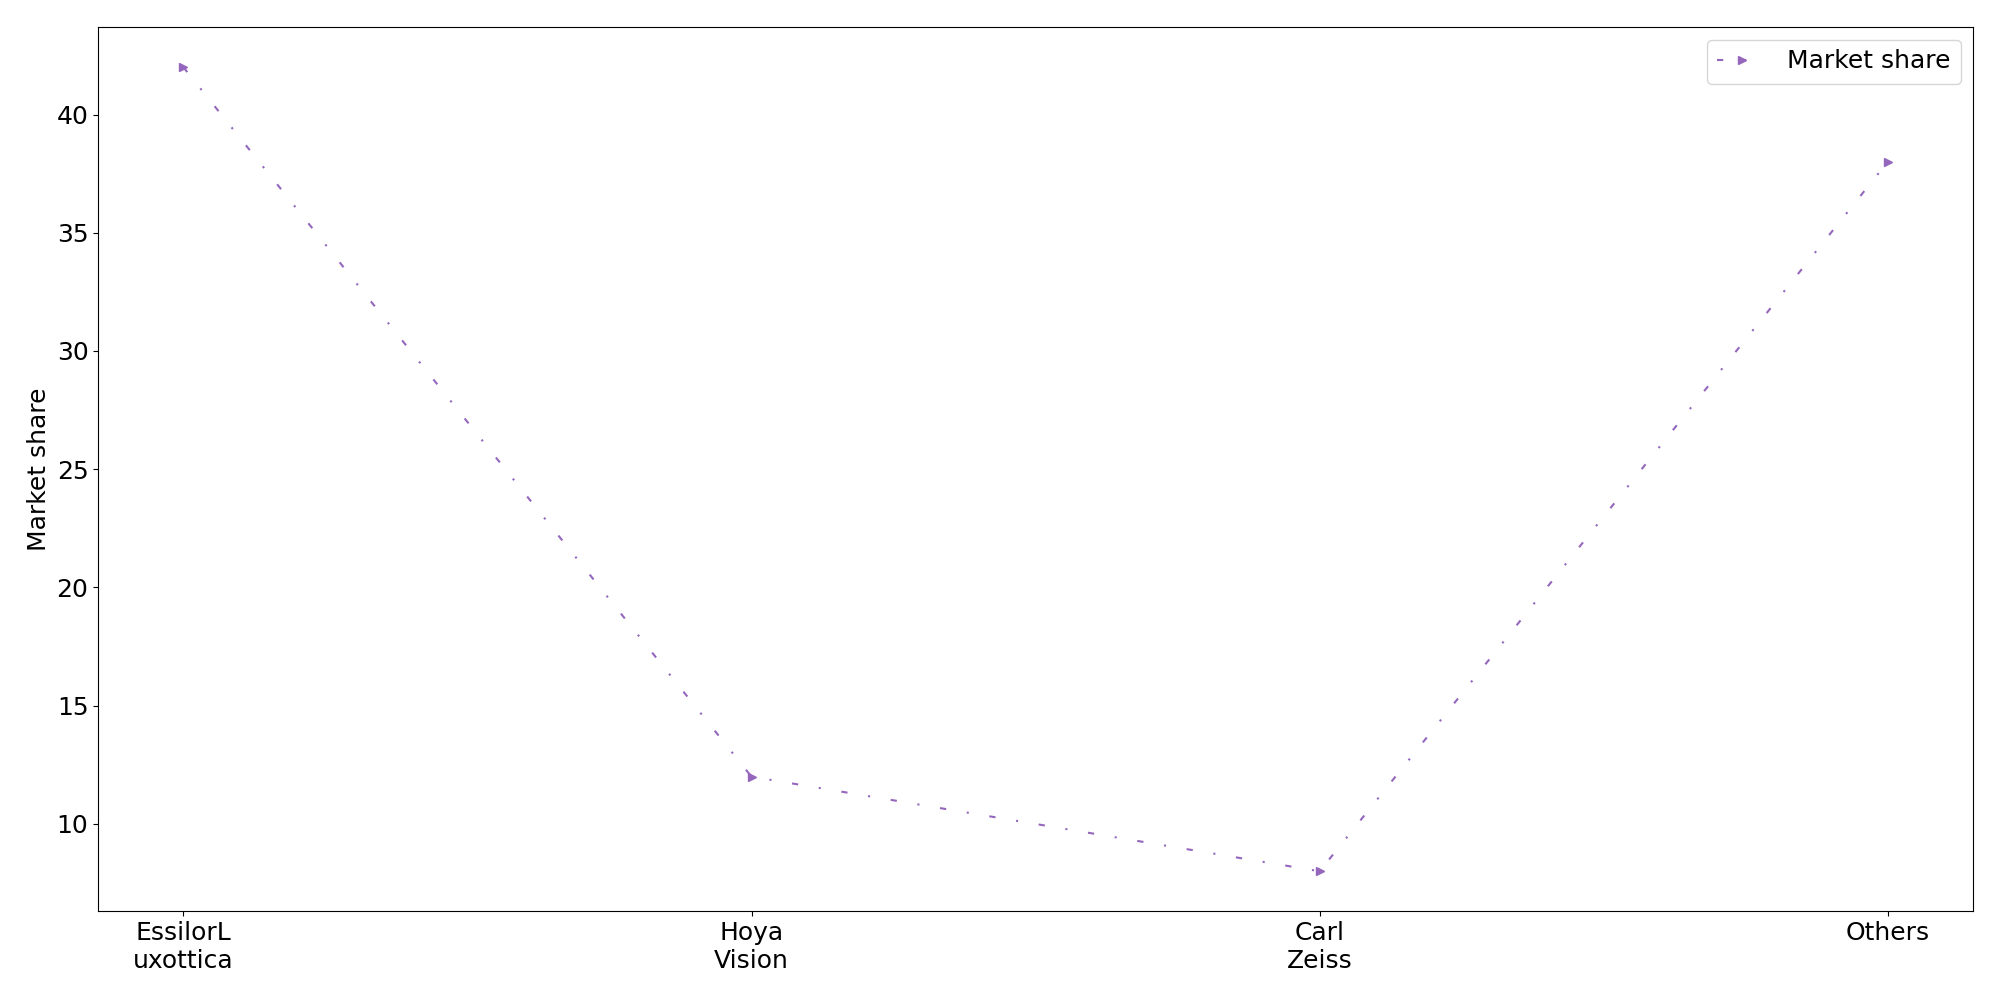 Market share
40
35
30
25
20
15
10
Market share
EssilorL
uxottica
Hoya
Vision
Carl
Zeiss
Others